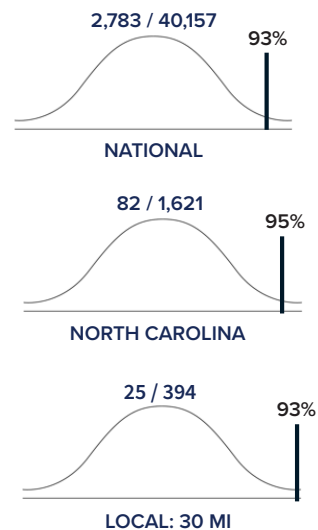 2,783 / 40,157
93%
NATIONAL
82 / 1,621
95%
NORTH CAROLINA
25 / 394
93%
LOCAL: 30 MI